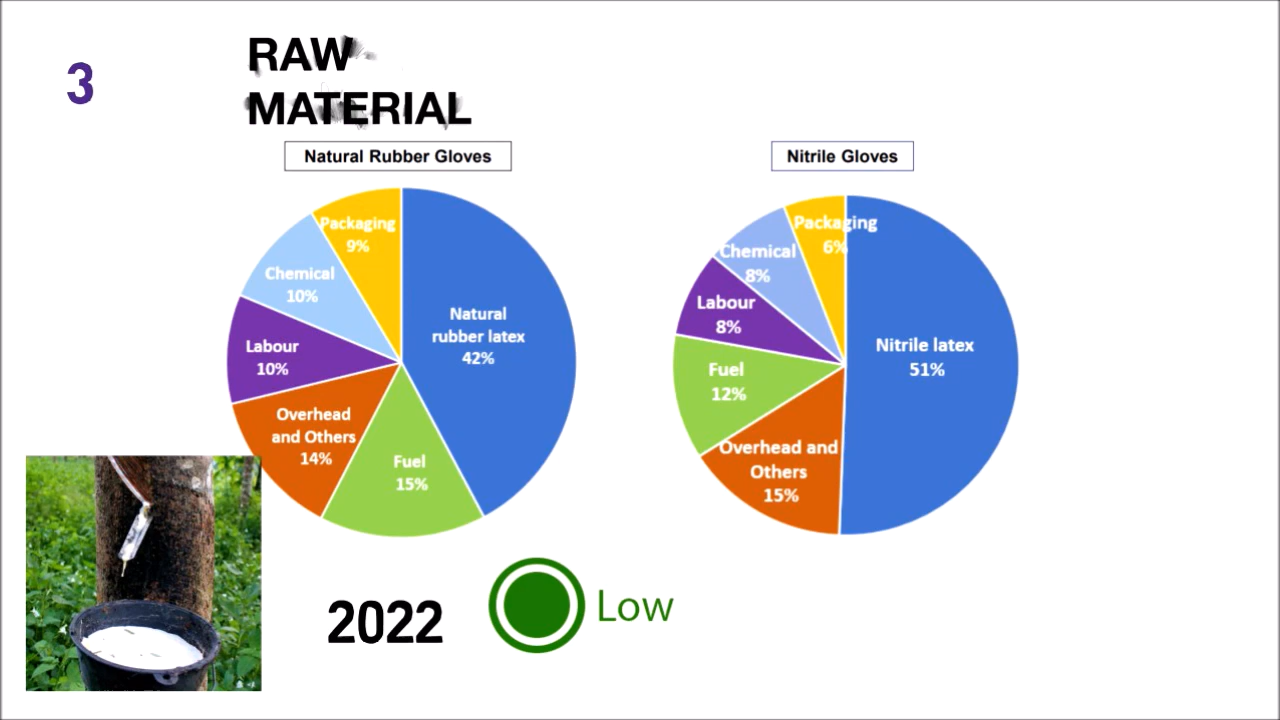 3
RAW
MATERIAL
Natural Rubber Gloves
Packaging
9%
Chemical
10%
Labour
10%
Overhead
and Others
14%
Fuel
15%
Natural
rubber latex
42%
Nitrile Gloves
Packaging
6%
Chemical
8%
Labour
8%
Fuel
12%
Overhead and
Others
15%
Nitrile latex
51%
2022
Low